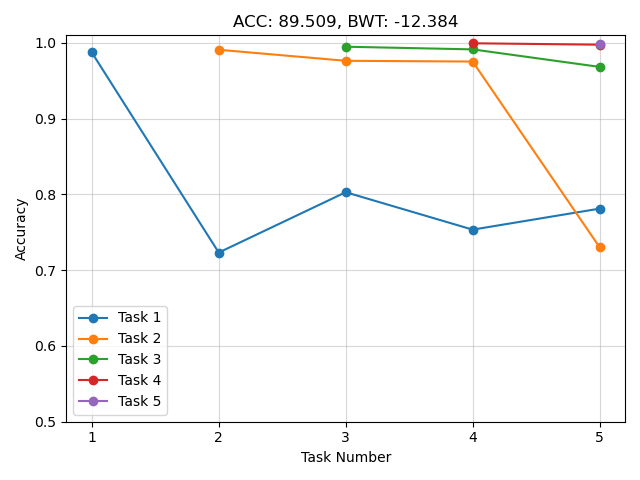 ACC: 89.509, BWT: -12.384
1.0
0.9
0.8
0.7
0.6
0.5
Accuracy
Task 1
Task 2
Task 3
Task 4
Task 5
1 2 3 4 5
Task Number